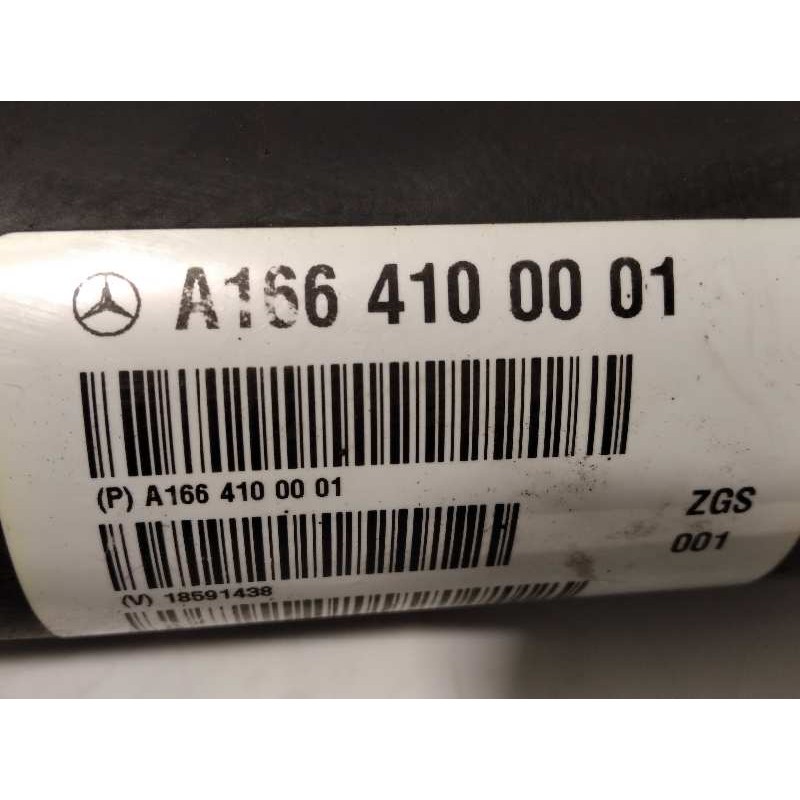 A166 410 00 01
(P) A166 410 00 01
ZGS
001
(V) 18591438